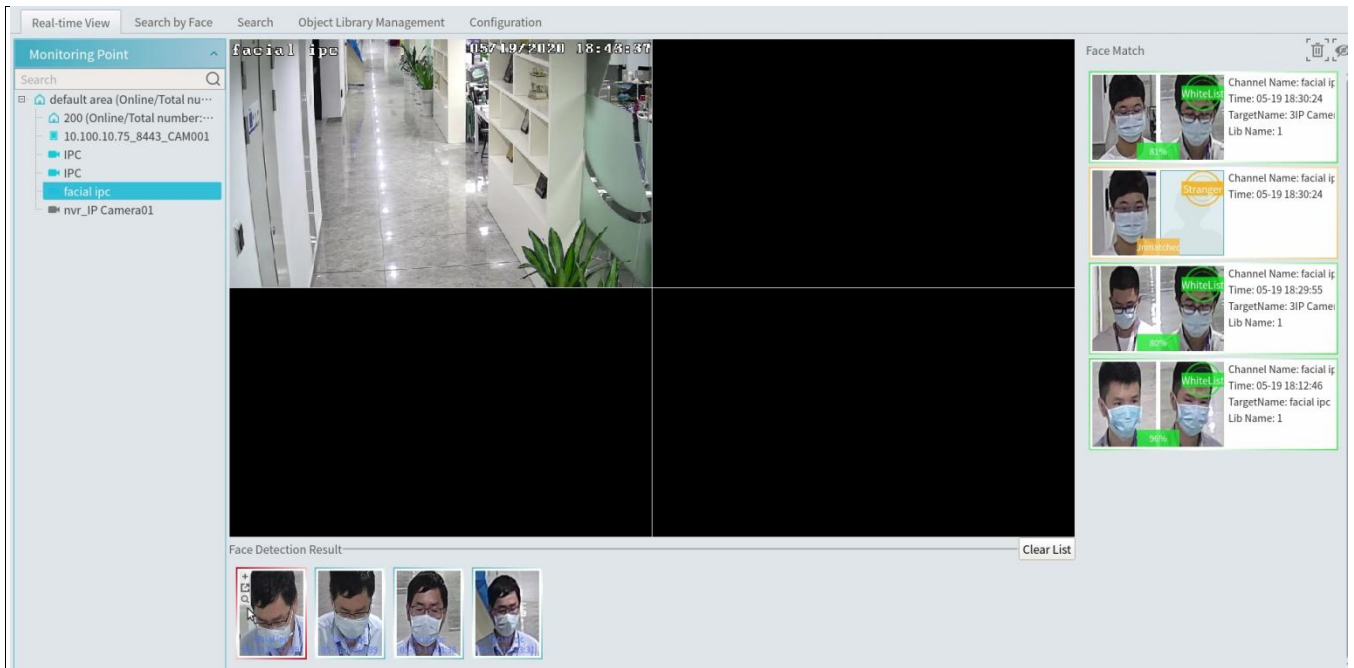 Real-time View Search by Face Search Object Library Management Configuration
Monitoring Point
Search
default area (Online/Total nu···
200 (Online/Total number:···
10.100.10.75_8443_CAM001
IPC
IPC
facial ipc
nvr_IP Camera01
facial ipc 05/19/2020 18:43:37
Face Match
WhiteList
81%
Channel Name: facial ip
Time: 05-19 18:30:24
TargetName: 3IP Camer
Lib Name: 1
Stranger
Unmatched
Channel Name: facial ip
Time: 05-19 18:30:24
WhiteList
80%
Channel Name: facial ip
Time: 05-19 18:29:55
TargetName: 3IP Camer
Lib Name: 1
WhiteList
96%
Channel Name: facial ip
Time: 05-19 18:12:46
TargetName: facial ipc
Lib Name: 1
Face Detection Result
Clear List